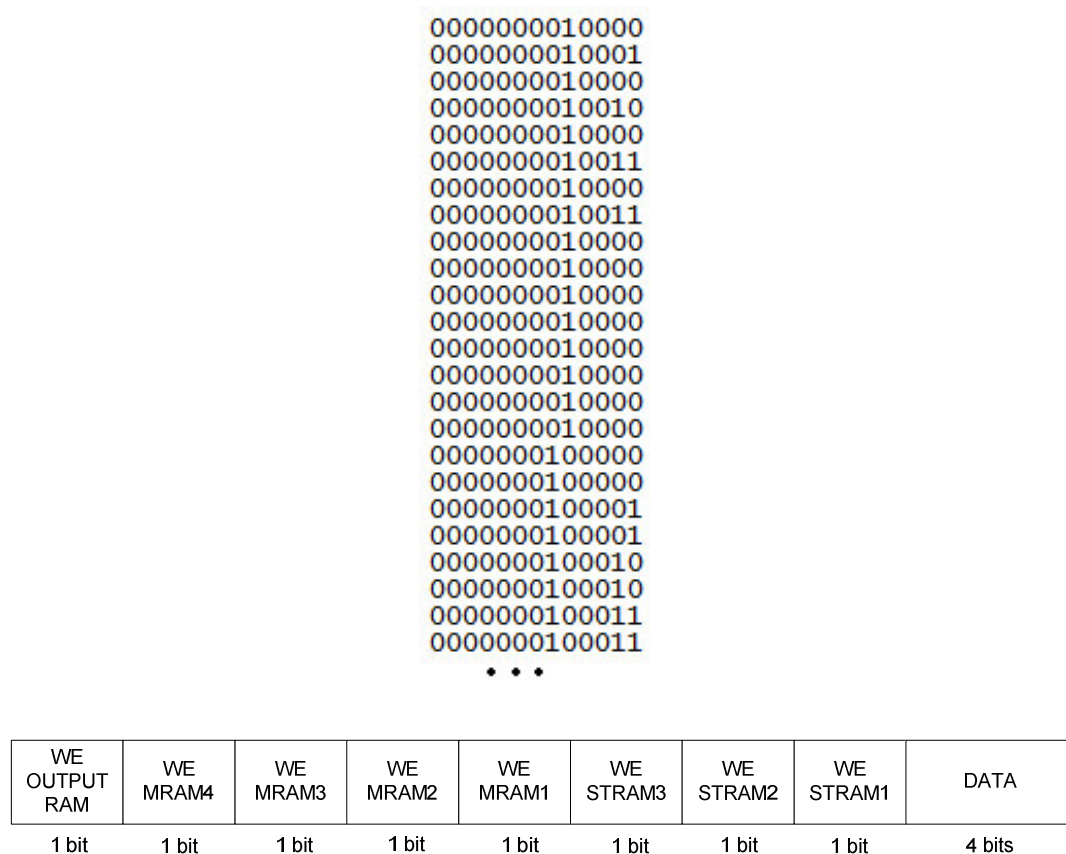 0000000010000
0000000010001
0000000010000
0000000010010
0000000010000
0000000010011
0000000010000
0000000010011
0000000010000
0000000010000
0000000010000
0000000010000
0000000010000
0000000010000
0000000010000
0000000010000
0000000100000
0000000100000
0000000100001
0000000100001
0000000100010
0000000100010
0000000100011
0000000100011
• • •
WE
OUTPUT
RAM
WE
MRAM4
WE
MRAM3
WE
MRAM2
WE
MRAM1
WE
STRAM3
WE
STRAM2
WE
STRAM1
DATA
1 bit 1 bit 1 bit 1 bit 1 bit 1 bit 1 bit 1 bit 4 bits